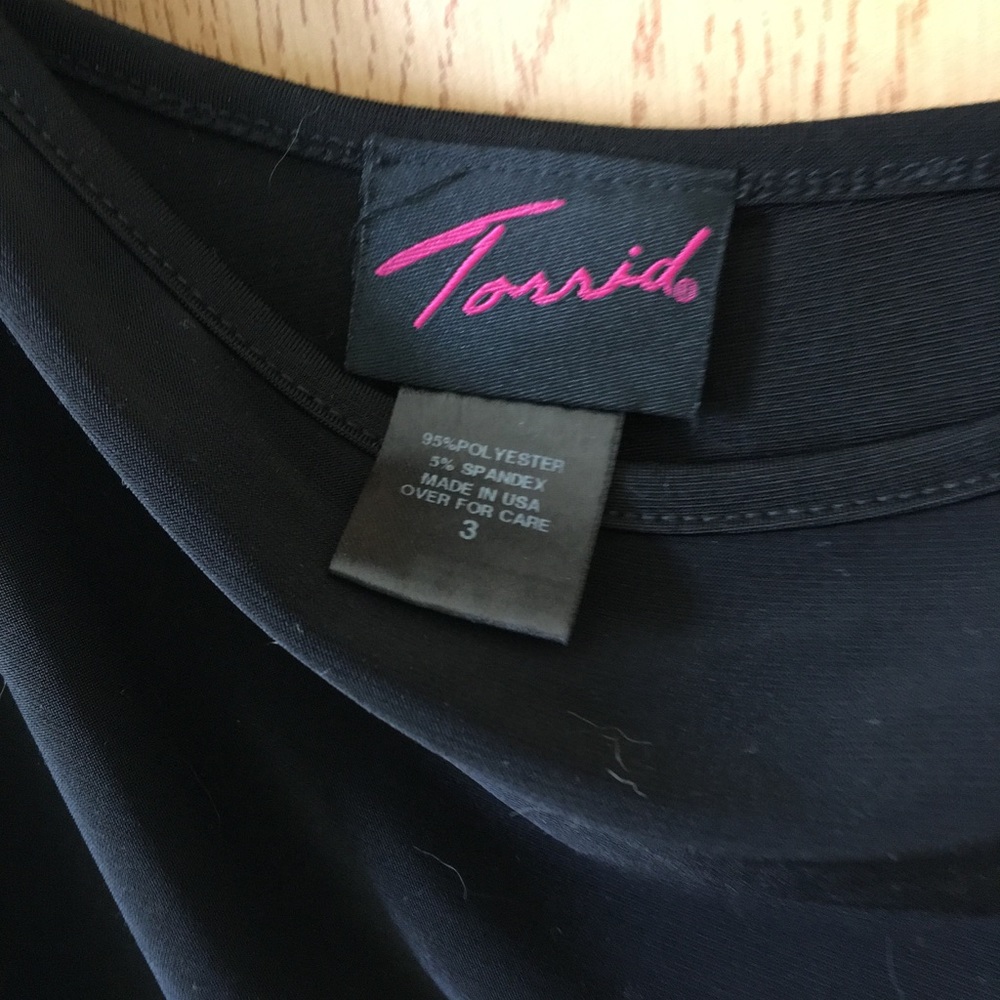 Torrid®
95%POLYESTER
5% SPANDEX
MADE IN USA
OVER FOR CARE
3